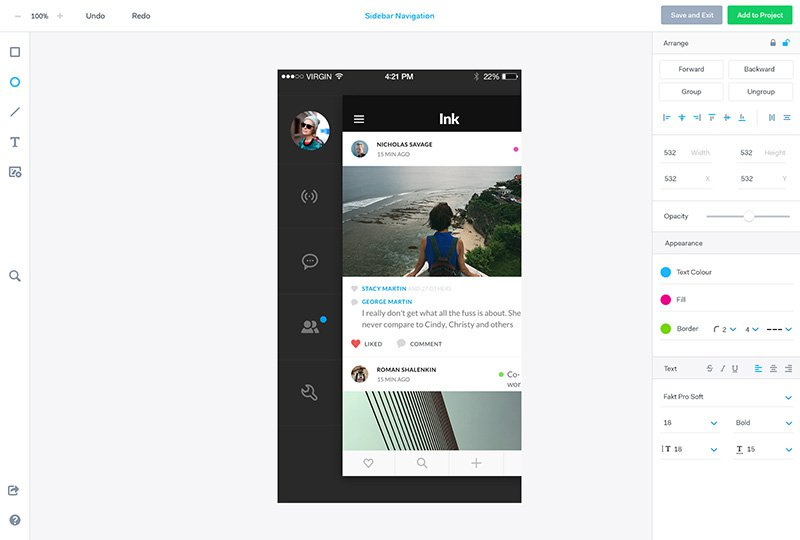 100%
Undo
Redo
Sidebar Navigation
Save and Exit
Add to Project
VIRGIN
4:21 PM
22%
Ink
NICHOLAS SAVAGE
15 MIN AGO
STACY MARTIN AND 27 OTHERS
GEORGE MARTIN
I really don't get what all the fuss is about. She
never compare to Cindy, Christy and others
LIKED
COMMENT
ROMAN SHALENKIN
15 MIN AGO
Co-
wor
Arrange
Forward
Backward
Group
Ungroup
532 Width
532 Height
532 X
532 Y
Opacity
Appearance
Text Colour
Fill
Border
2
4
Text
S I U
Fakt Pro Soft
18
Bold
T 18
T 15